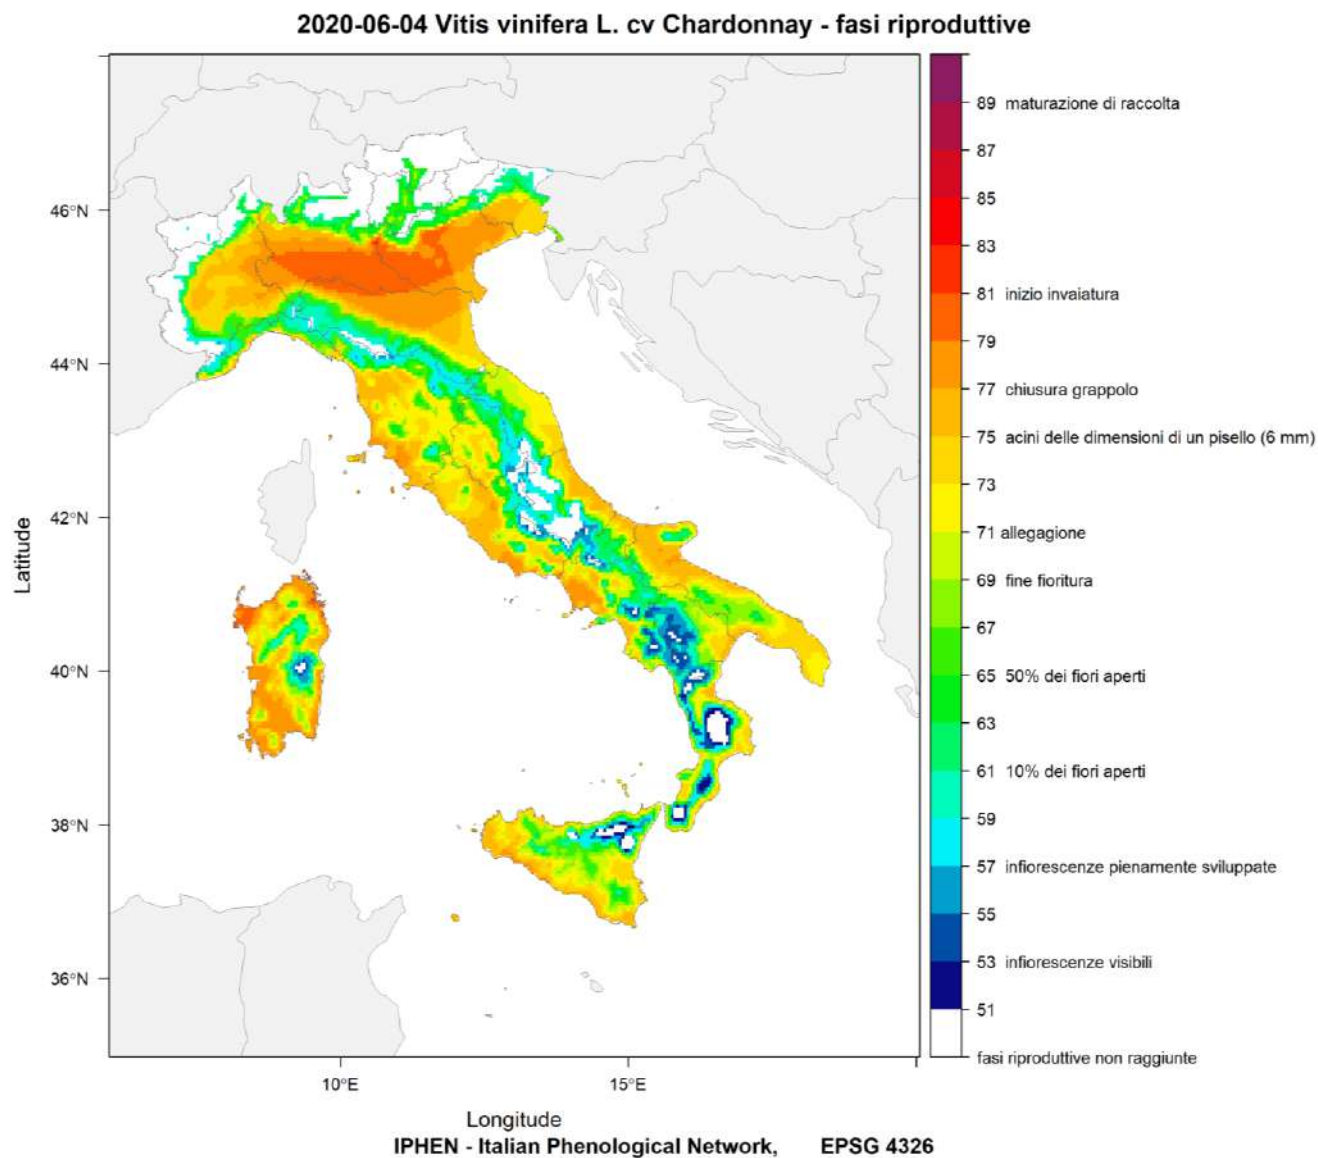 2020-06-04 Vitis vinifera L. cv Chardonnay - fasi riproduttive
89 maturazione di raccolta
87
85
83
81 inizio invaiatura
79
77 chiusura grappolo
75 acini delle dimensioni di un pisello (6 mm)
73
71 allegagione
69 fine fioritura
67
65 50% dei fiori aperti
63
61 10% dei fiori aperti
59
57 infiorescenze pienamente sviluppate
55
53 infiorescenze visibili
51
fasi riproduttive non raggiunte
46°N
44°N
42°N
40°N
38°N
36°N
Latitude
10°E 15°E
Longitude
IPHEN - Italian Phenological Network, EPSG 4326